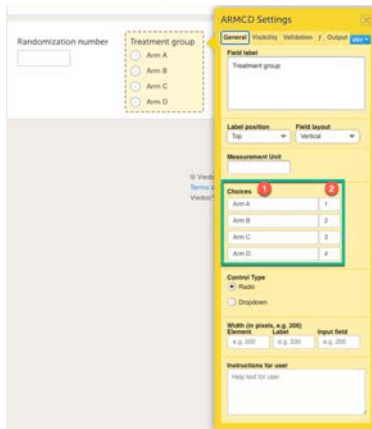 ARMCD Settings
General Visibility Validation f Output abc
Randomization number
Treatment group
Arm A
Arm B
Arm C
Arm D
Field label
Treatment group
Label position Field layout
Top Vertical
Measurement Unit
Choices 1 2
Arm A 1
Arm B 2
Arm C 3
Arm D 4
Control Type
Radio
Dropdown
Width (in pixels, e.g. 200)
Element Label Input field
e.g. 200 e.g. 200 e.g. 200
Instructions for user
Help text for user
© Viedoc
Terms
Viedoc